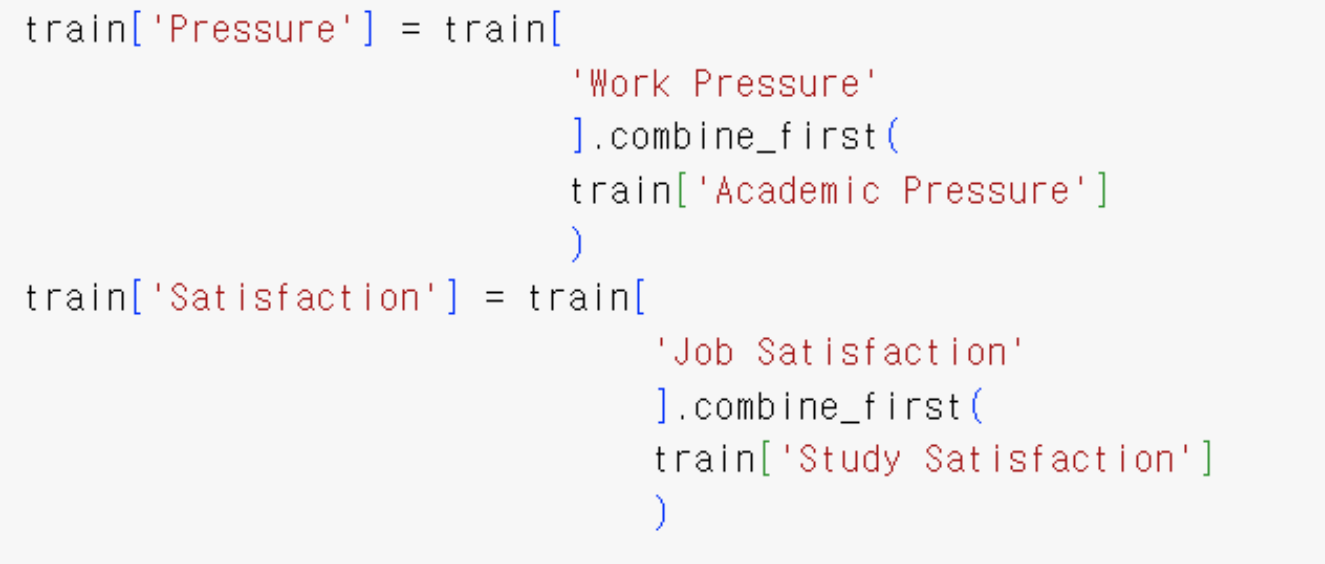 train['Pressure'] = train[
'Work Pressure'
].combine_first(
train['Academic Pressure']
)
train['Satisfaction'] = train[
'Job Satisfaction'
].combine_first(
train['Study Satisfaction']
)